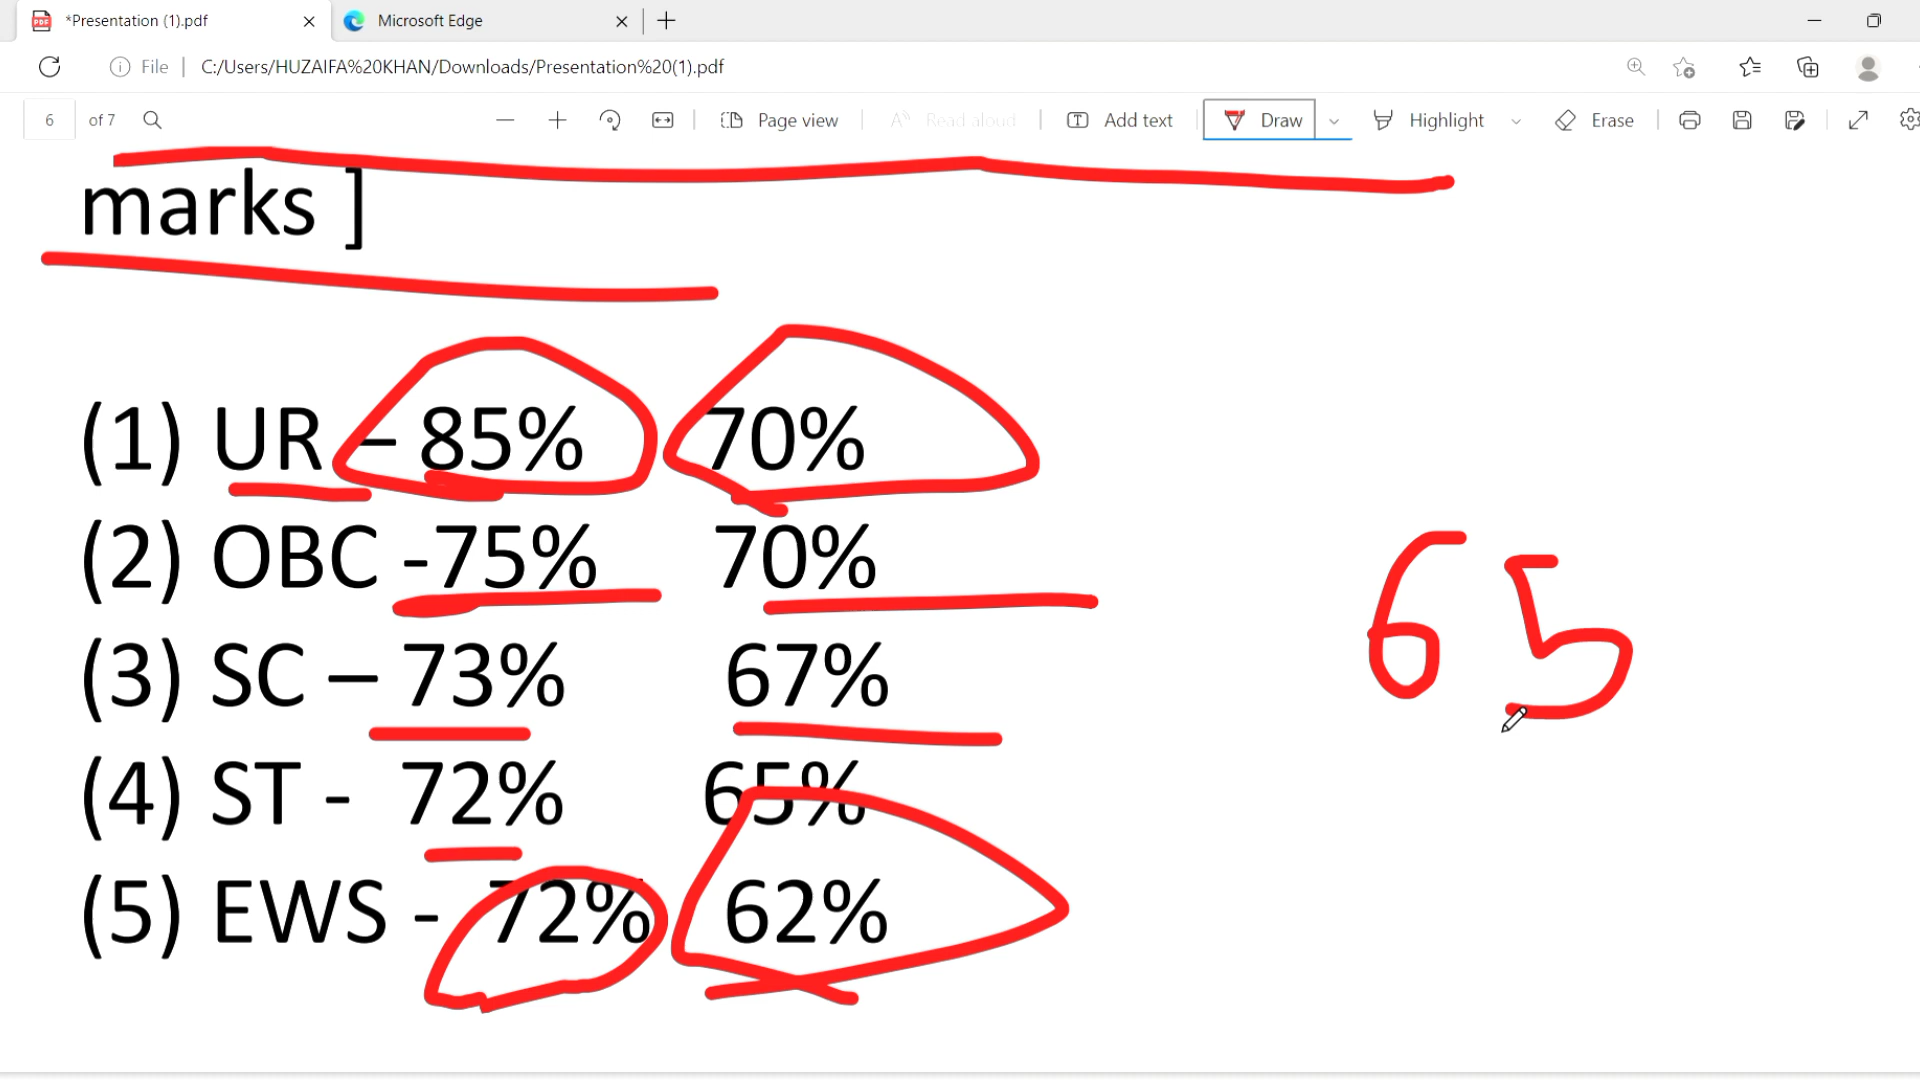 *Presentation (1).pdf
Microsoft Edge
File | C:/Users/HUZAIFA%20KHAN/Downloads/Presentation%20(1).pdf
6 of 7 Page view Read aloud Add text Draw Highlight Erase
marks ]
(1) UR – 85% 70%
(2) OBC -75% 70%
(3) SC – 73% 67%
(4) ST - 72% 65%
(5) EWS - 72% 62%
65